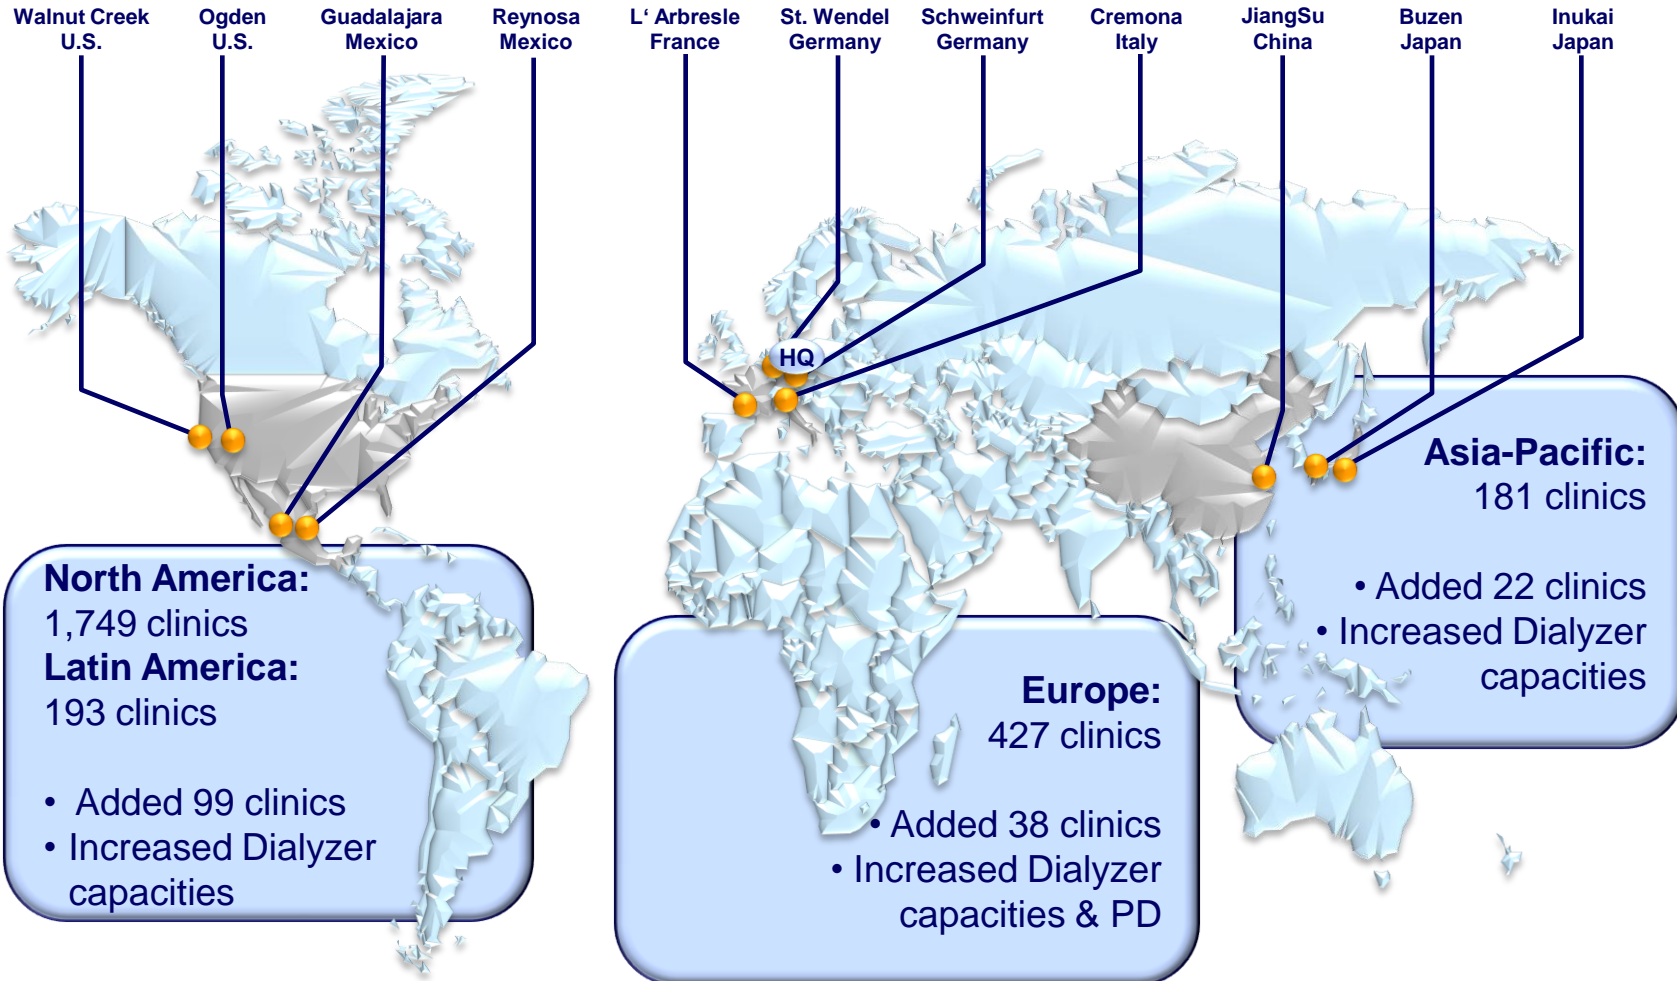 Walnut Creek
U.S.
Ogden
U.S.
Guadalajara
Mexico
Reynosa
Mexico
L‘ Arbresle
France
St. Wendel
Germany
Schweinfurt
Germany
Cremona
Italy
JiangSu
China
Buzen
Japan
Inukai
Japan
HQ
North America:
1,749 clinics
Latin America:
193 clinics
• Added 99 clinics
• Increased Dialyzer
capacities
Europe:
427 clinics
• Added 38 clinics
• Increased Dialyzer
capacities & PD
Asia-Pacific:
181 clinics
• Added 22 clinics
• Increased Dialyzer
capacities